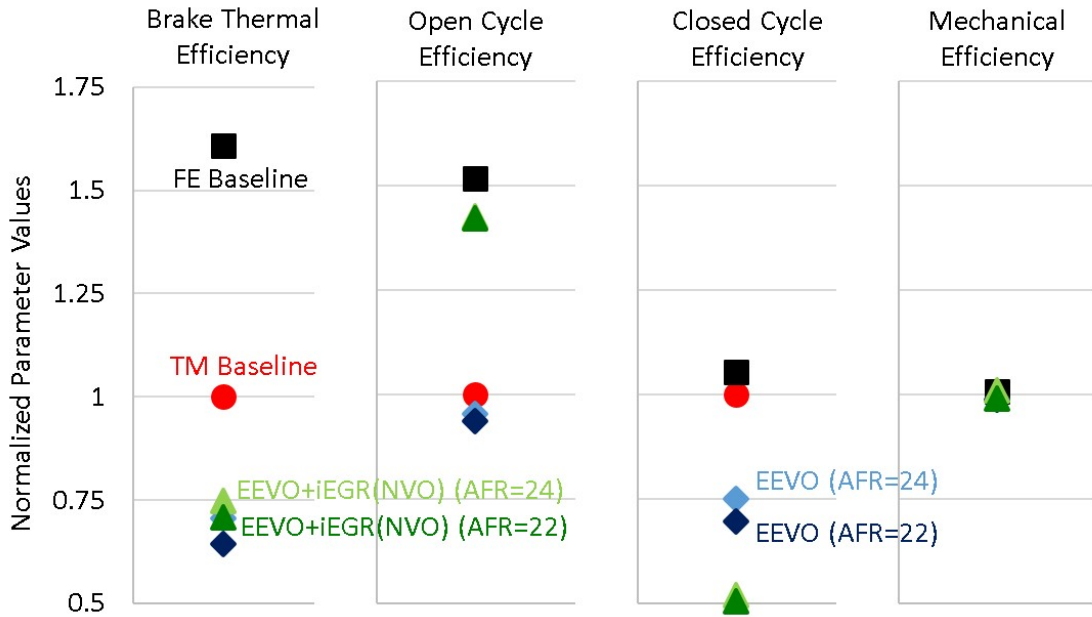 Brake Thermal
Efficiency
Open Cycle
Efficiency
Closed Cycle
Efficiency
Mechanical
Efficiency
Normalized Parameter Values
1.75
1.5
1.25
1
0.75
0.5
FE Baseline
TM Baseline
EEVO+iEGR(NVO) (AFR=24)
EEVO+iEGR(NVO) (AFR=22)
EEVO (AFR=24)
EEVO (AFR=22)